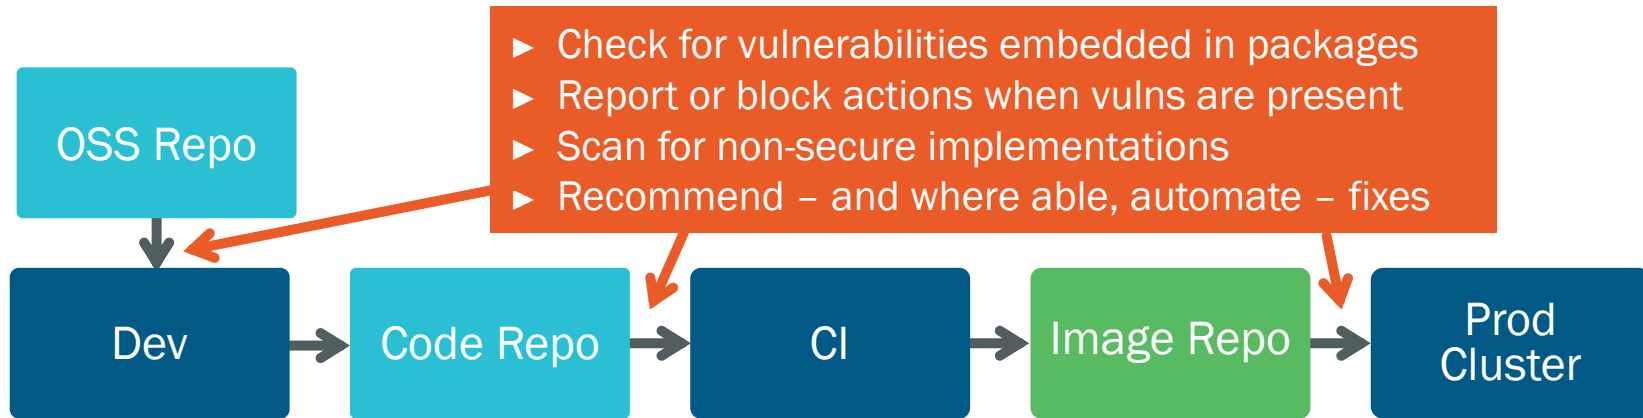 ► Check for vulnerabilities embedded in packages
► Report or block actions when vulns are present
► Scan for non-secure implementations
► Recommend – and where able, automate – fixes
OSS Repo
Dev
Code Repo
CI
Image Repo
Prod
Cluster